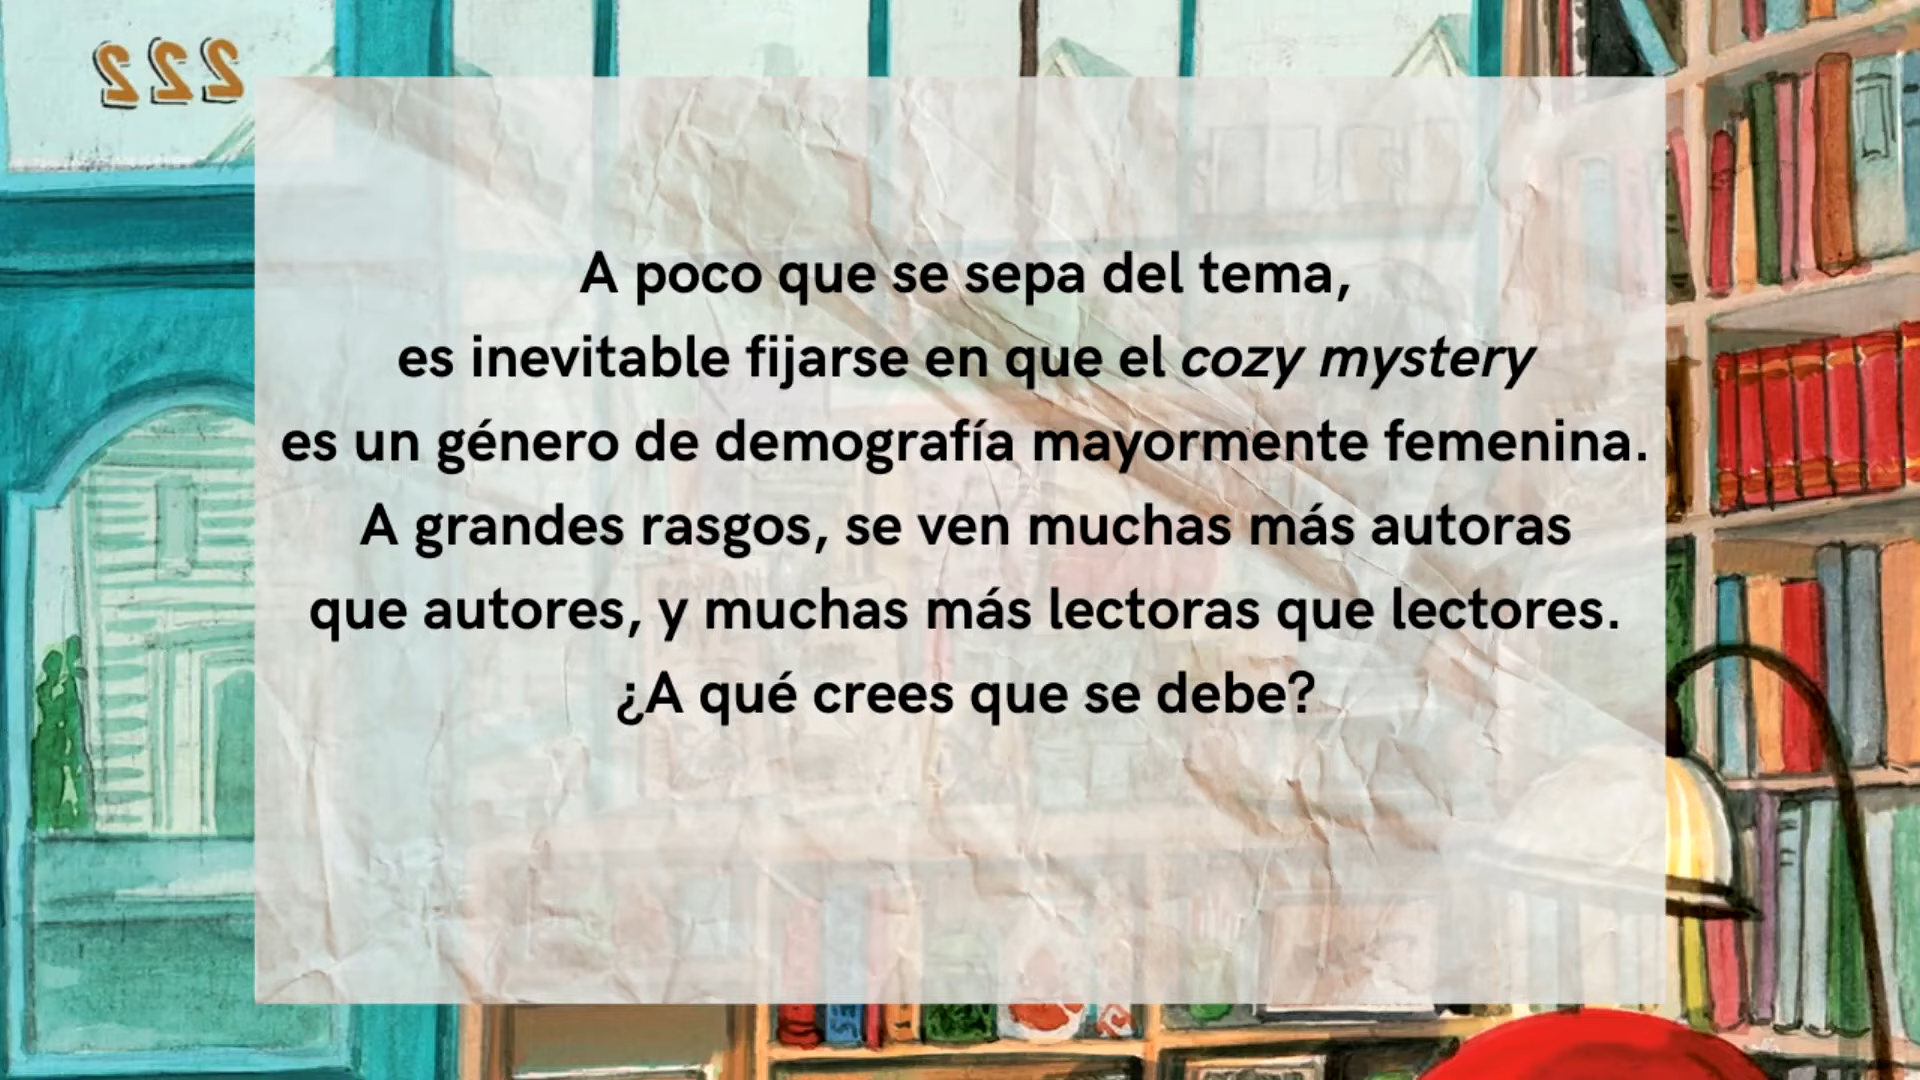 222
A poco que se sepa del tema,
es inevitable fijarse en que el cozy mystery
es un género de demografía mayormente femenina.
A grandes rasgos, se ven muchas más autoras
que autores, y muchas más lectoras que lectores.
¿A qué crees que se debe?